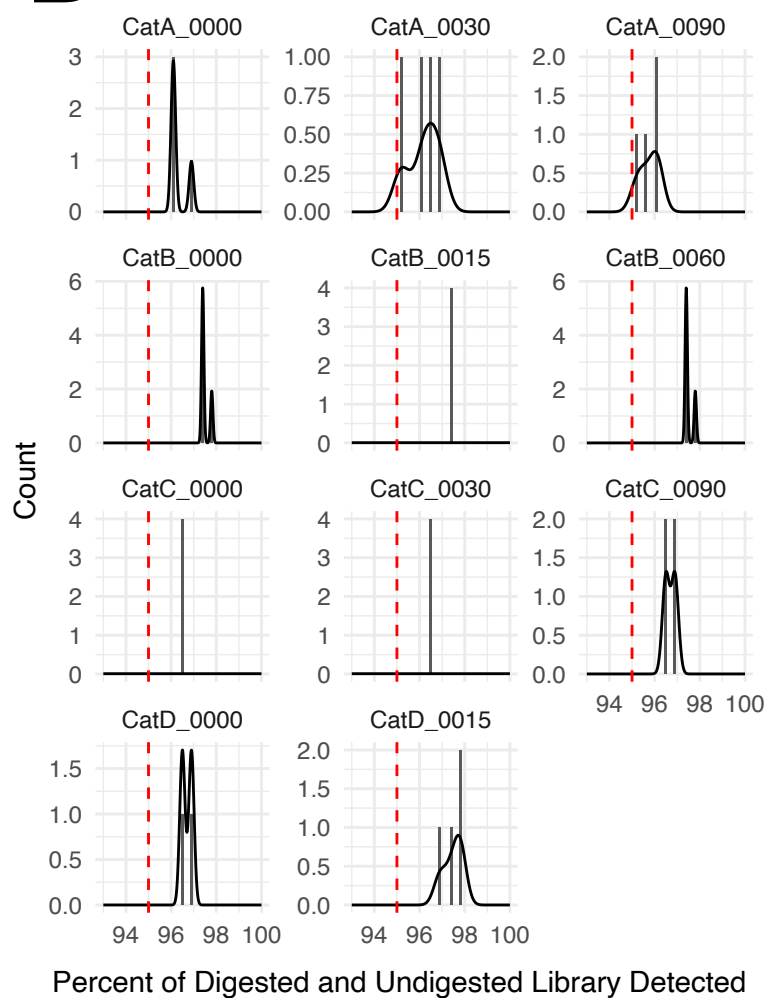 CatA_0000 CatA_0030 CatA_0090
3 1.00 2.0
0.75 1.5
2
0.50 1.0
1 0.25 0.5
0 0.00 0.0
CatB_0000 CatB_0015 CatB_0060
6 4 6
3
4 4
2
2 1 2
0 0 0
Count
CatC_0000 CatC_0030 CatC_0090
4 4 2.0
3 3 1.5
2 2 1.0
1 1 0.5
0 0 0.0
94 96 98 100
CatD_0000 CatD_0015
2.0
1.5 1.5
1.0 1.0
0.5 0.5
0.0 0.0
94 96 98 100 94 96 98 100
Percent of Digested and Undigested Library Detected